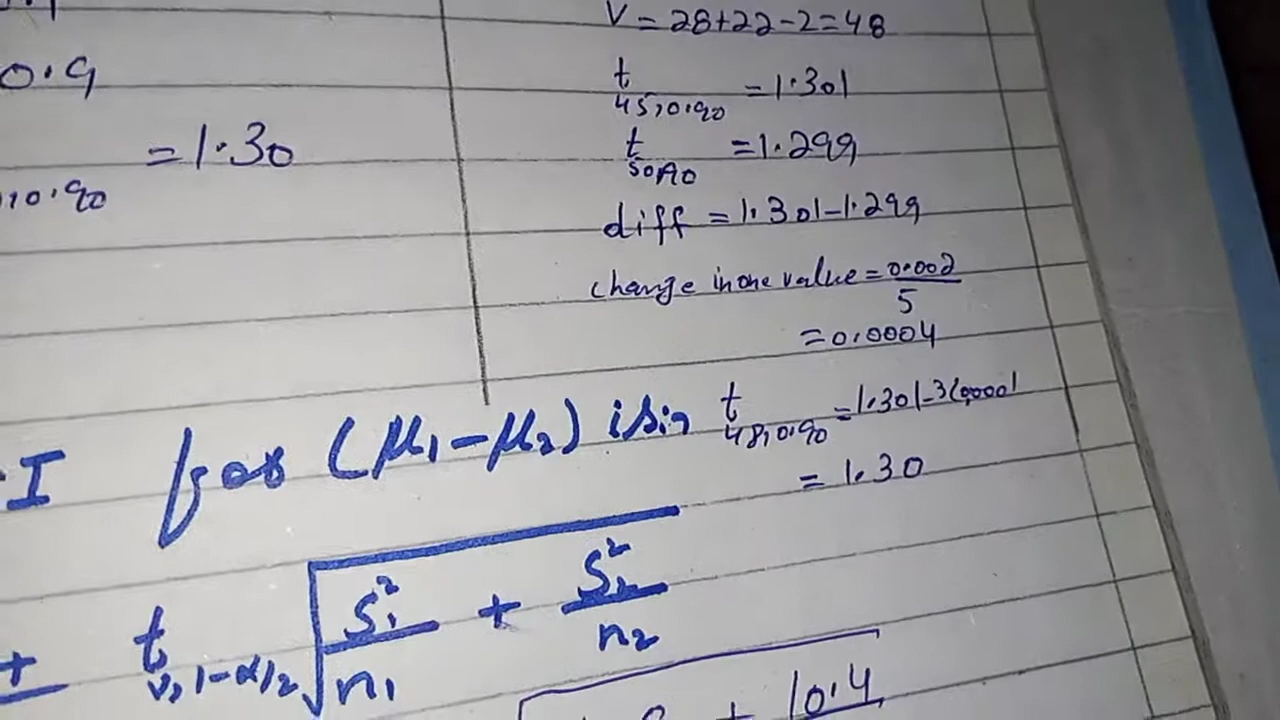 V = 28+22-2=48
0.9
t45,0.90 = 1.301
= 1.30
t50,.90 = 1.299
,0.90
diff = 1.301-1.299
change in one value = 0.002/5
= 0.0004
t48,0.90 = 1.301-3(0.0001
= 1.30
I for (μ1-μ2) is:
± tv,1-α/2 √ S1²/n1 + S2²/n2
+ 10.4